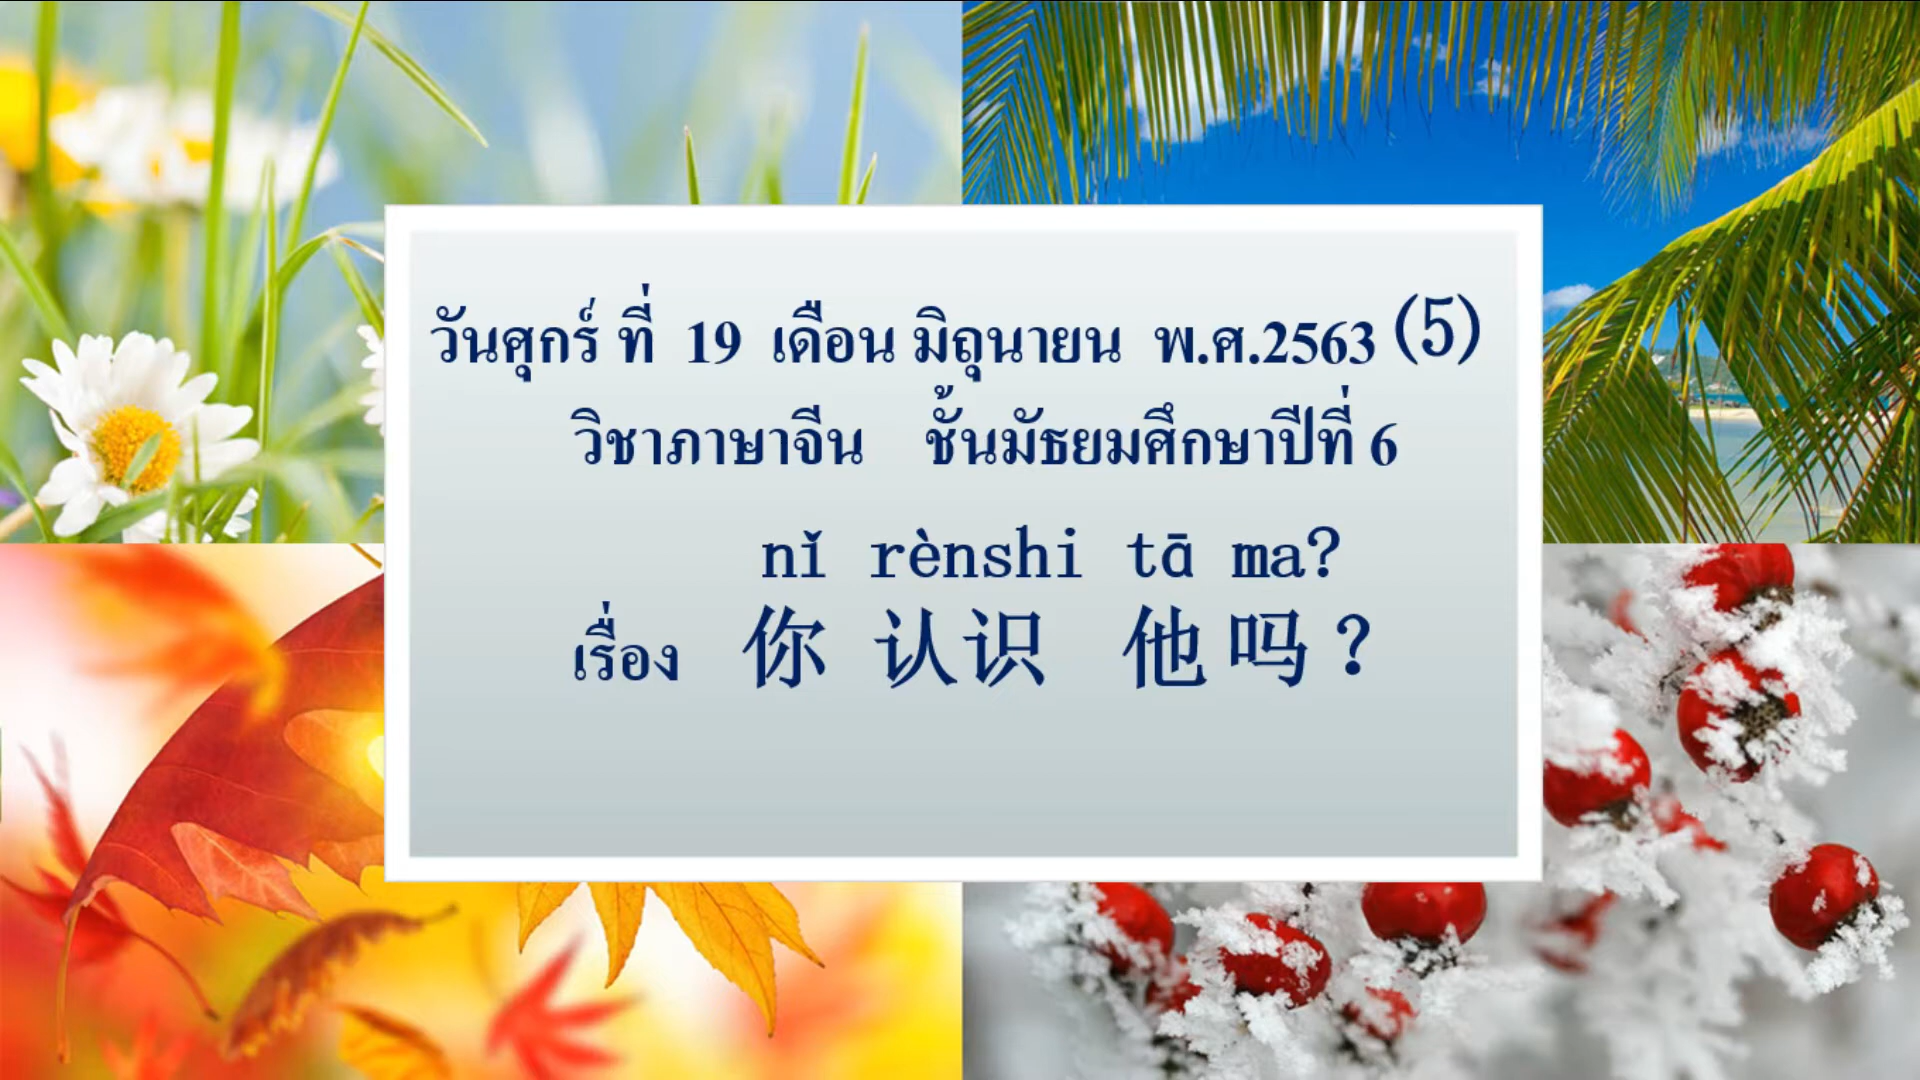 วันศุกร์ ที่ 19 เดือน มิถุนายน พ.ศ.2563 (5)
วิชาภาษาจีน ชั้นมัธยมศึกษาปีที่ 6
nǐ rènshi tā ma?
เรื่อง 你 认识 他 吗 ?